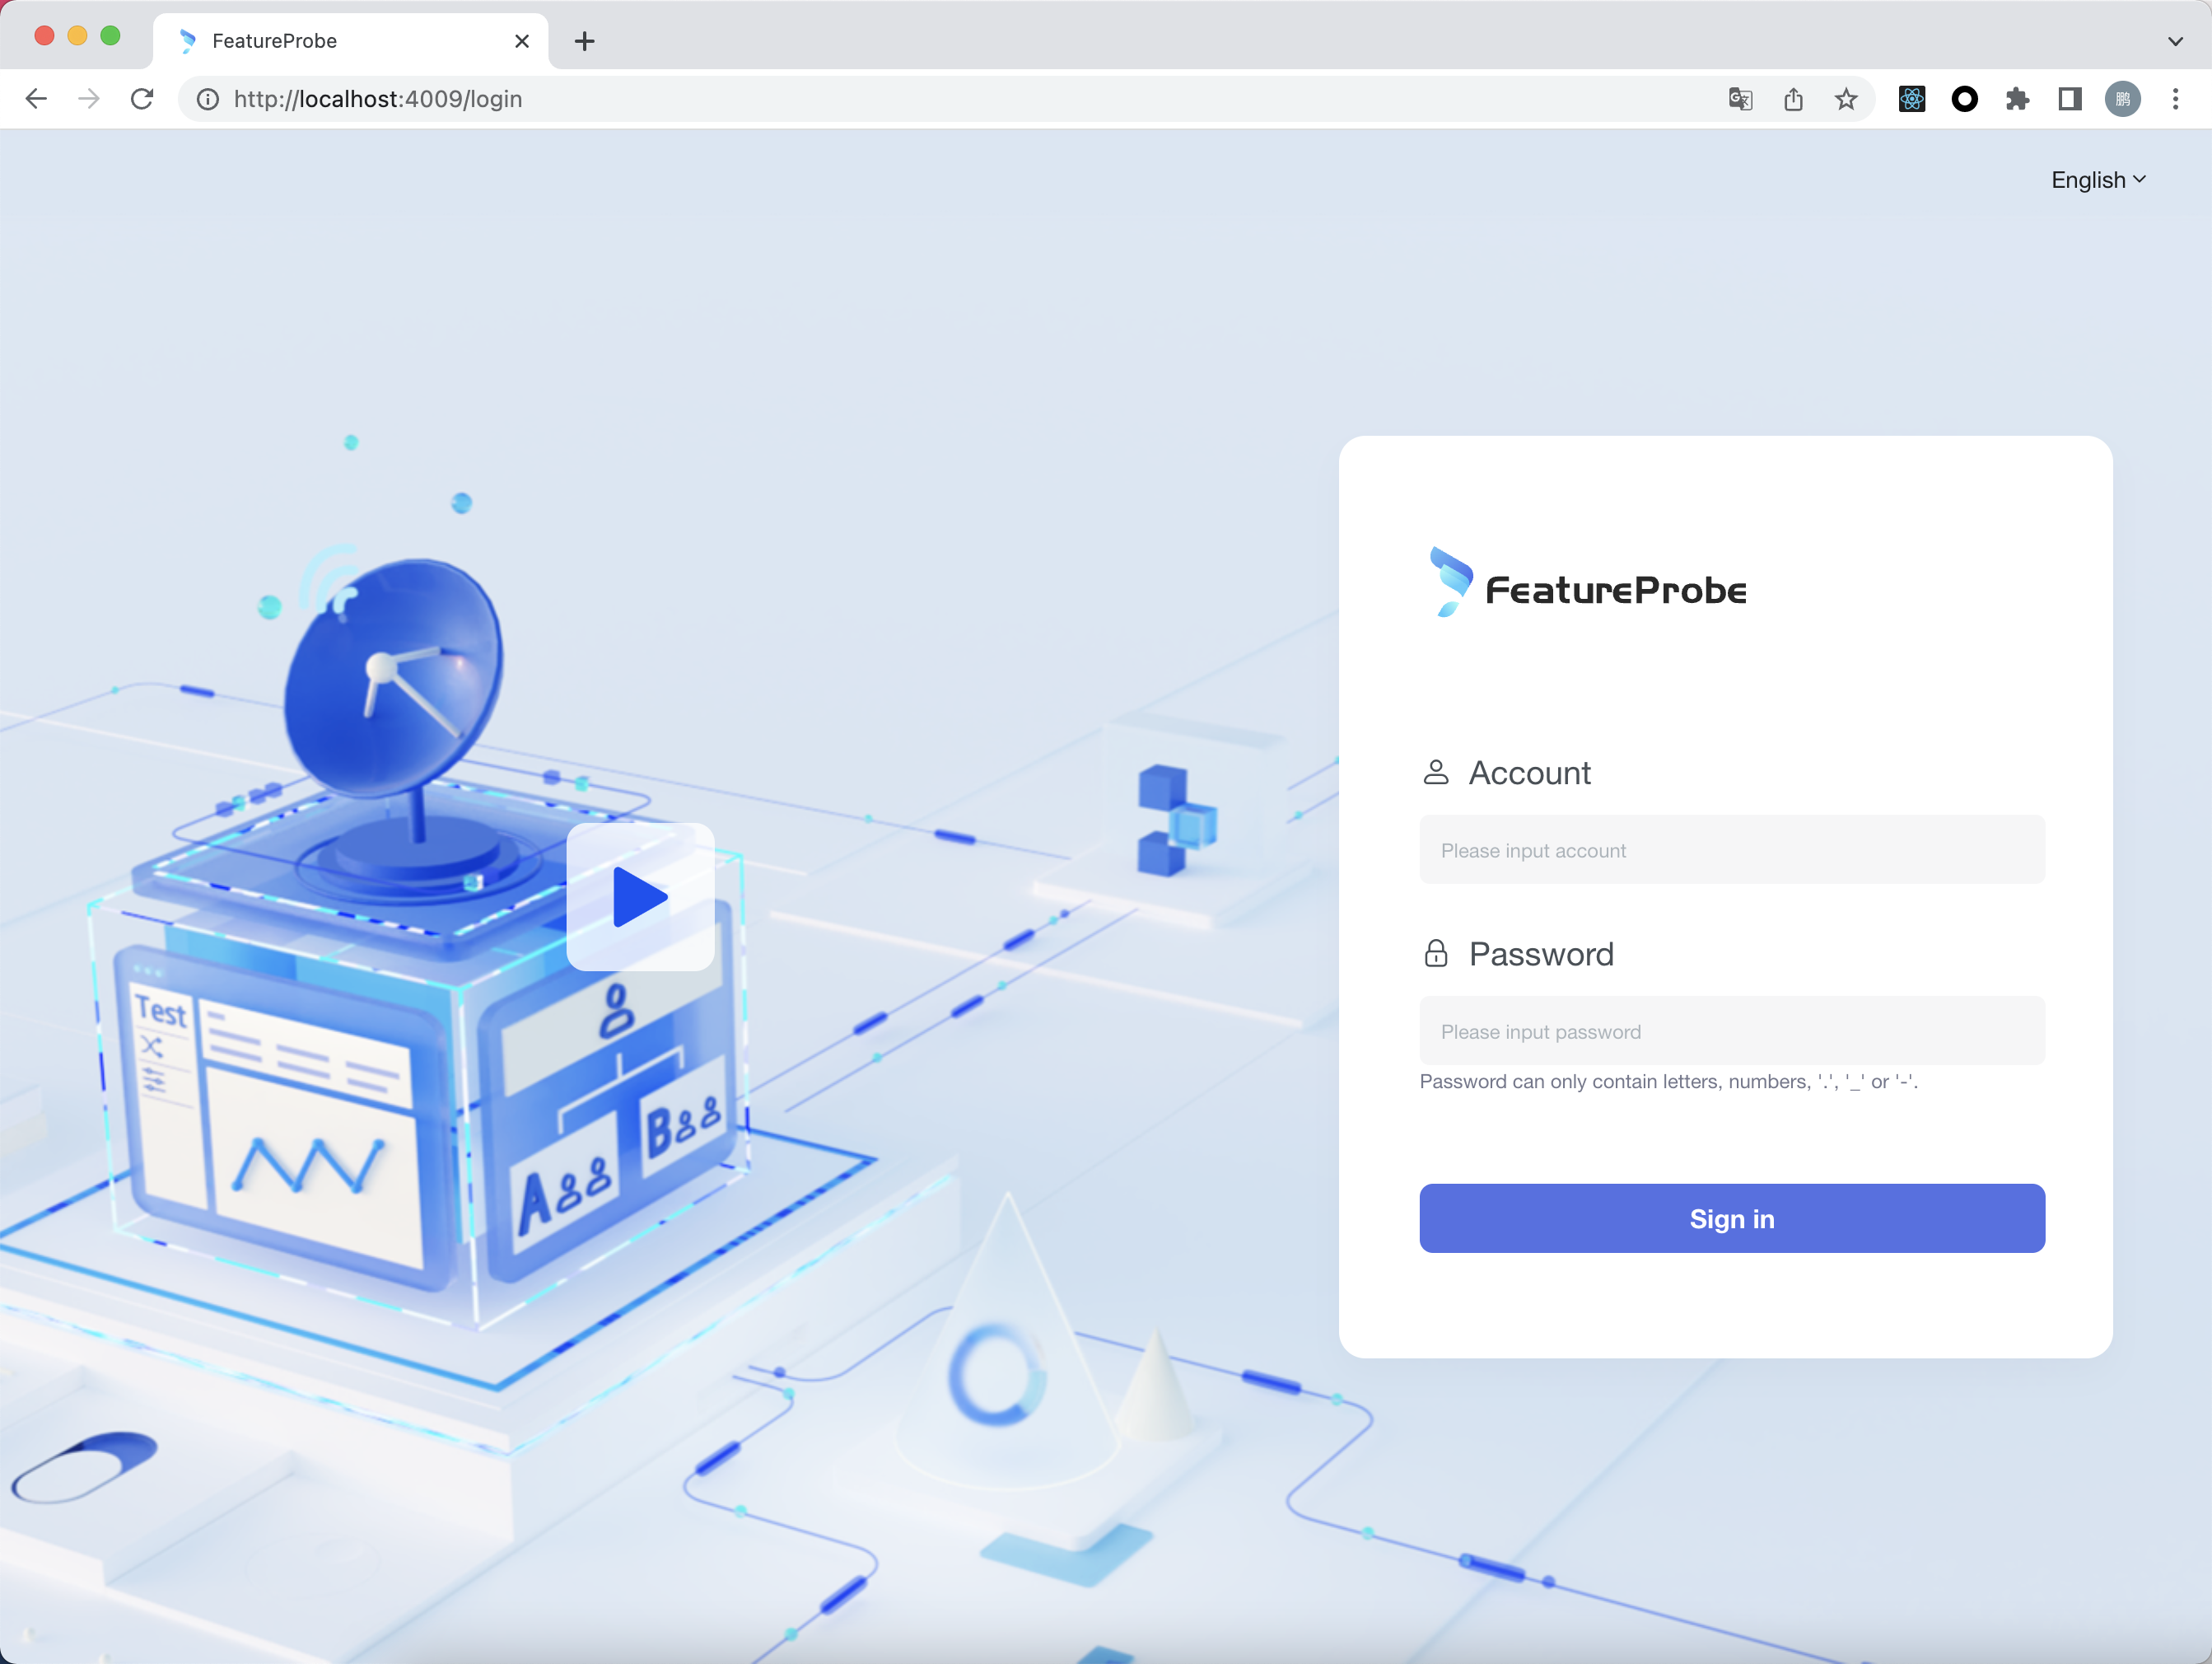 FeatureProbe
http://localhost:4009/login
鹏
English
FeatureProbe
Account
Please input account
Password
Please input password
Password can only contain letters, numbers, '.', '_' or '-'.
Sign in
Test
A
B